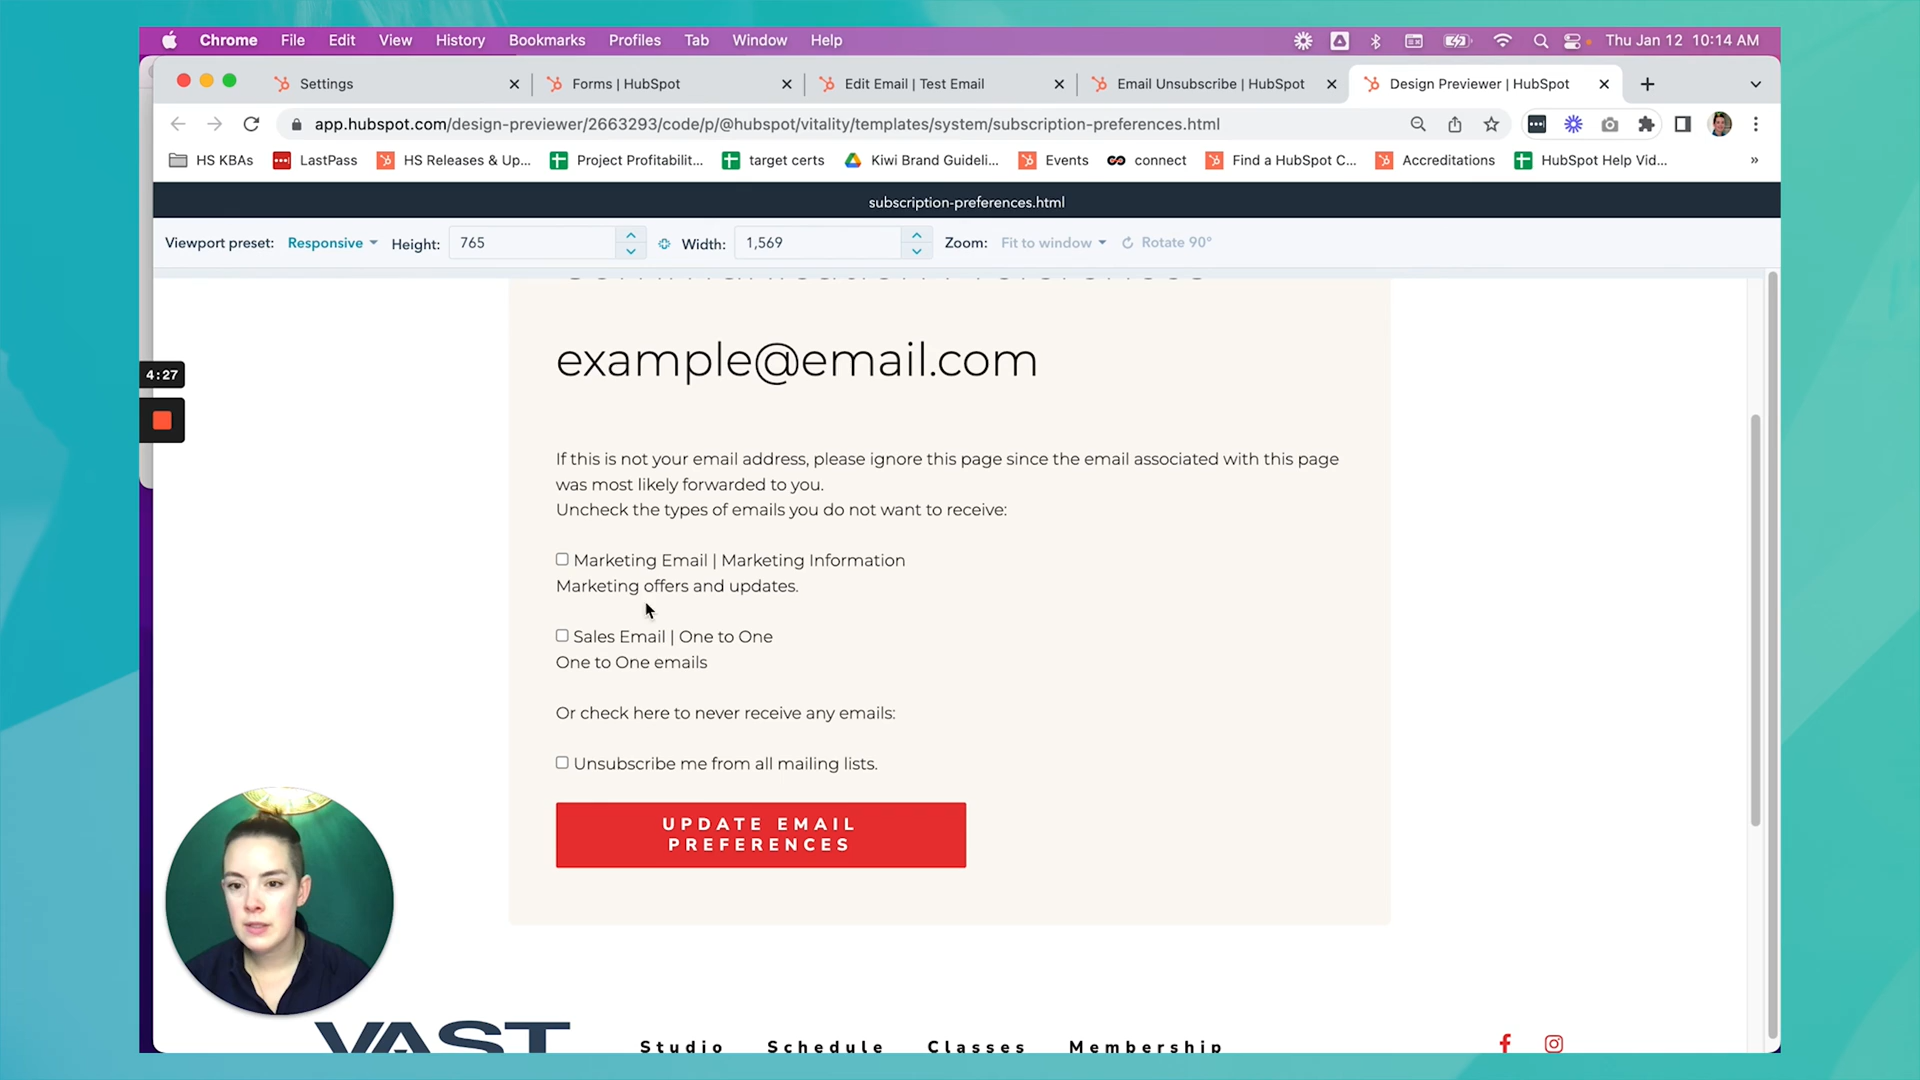 Chrome File Edit View History Bookmarks Profiles Tab Window Help Thu Jan 12 10:14 AM
Settings Forms | HubSpot Edit Email | Test Email Email Unsubscribe | HubSpot Design Previewer | HubSpot
app.hubspot.com/design-previewer/2663293/code/p/@hubspot/vitality/templates/system/subscription-preferences.html
HS KBAs LastPass HS Releases & Up... Project Profitabilit... target certs Kiwi Brand Guidelin... Events connect Find a HubSpot C... Accreditations HubSpot Help Vid... »
subscription-preferences.html
Viewport preset: Responsive Height: 765 Width: 1,569 Zoom: Fit to window Rotate 90°
example@email.com
4:27
If this is not your email address, please ignore this page since the email associated with this page
was most likely forwarded to you.
Uncheck the types of emails you do not want to receive:
Marketing Email | Marketing Information
Marketing offers and updates.
Sales Email | One to One
One to One emails
Or check here to never receive any emails:
Unsubscribe me from all mailing lists.
UPDATE EMAIL
PREFERENCES
VAST
Studio Schedule Classes Membership